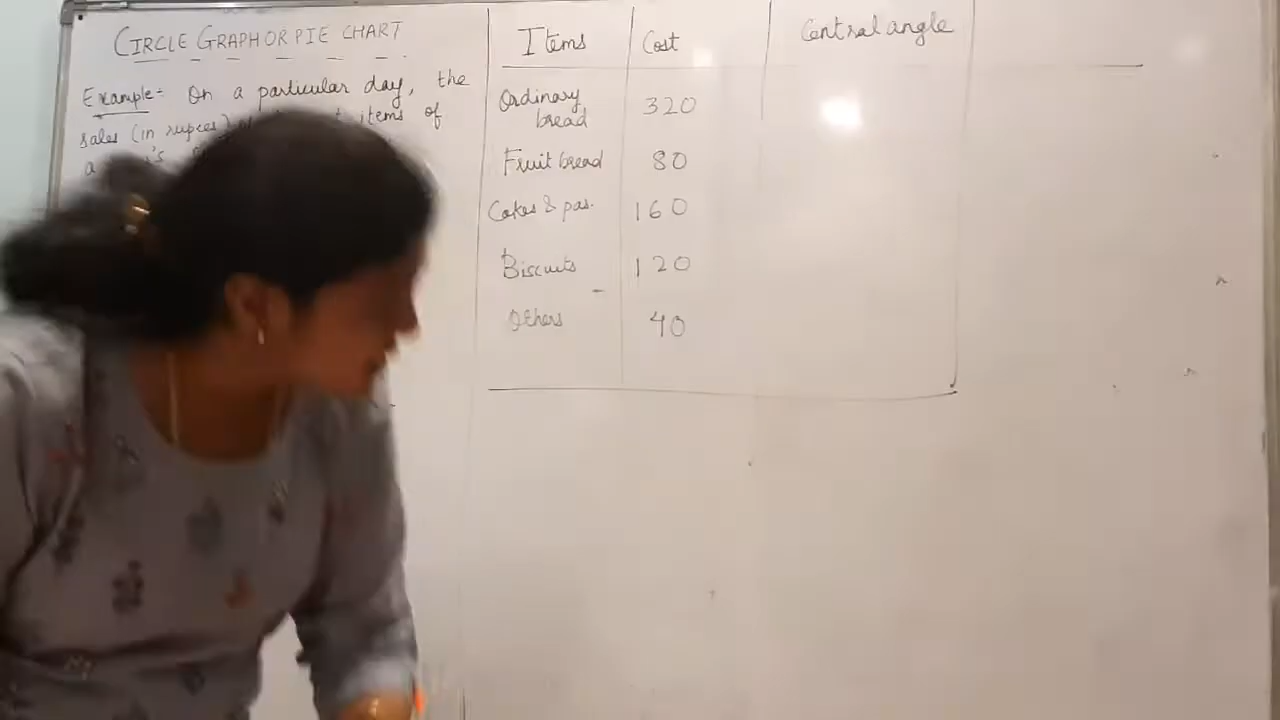 CIRCLE GRAPH OR PIE CHART
Example:- On a particular day, the
sales (in rupees) items of
a
Items Cost Central angle
Ordinary bread 320
Fruit bread 80
Cakes & pas. 160
Biscuits 120
Others 40